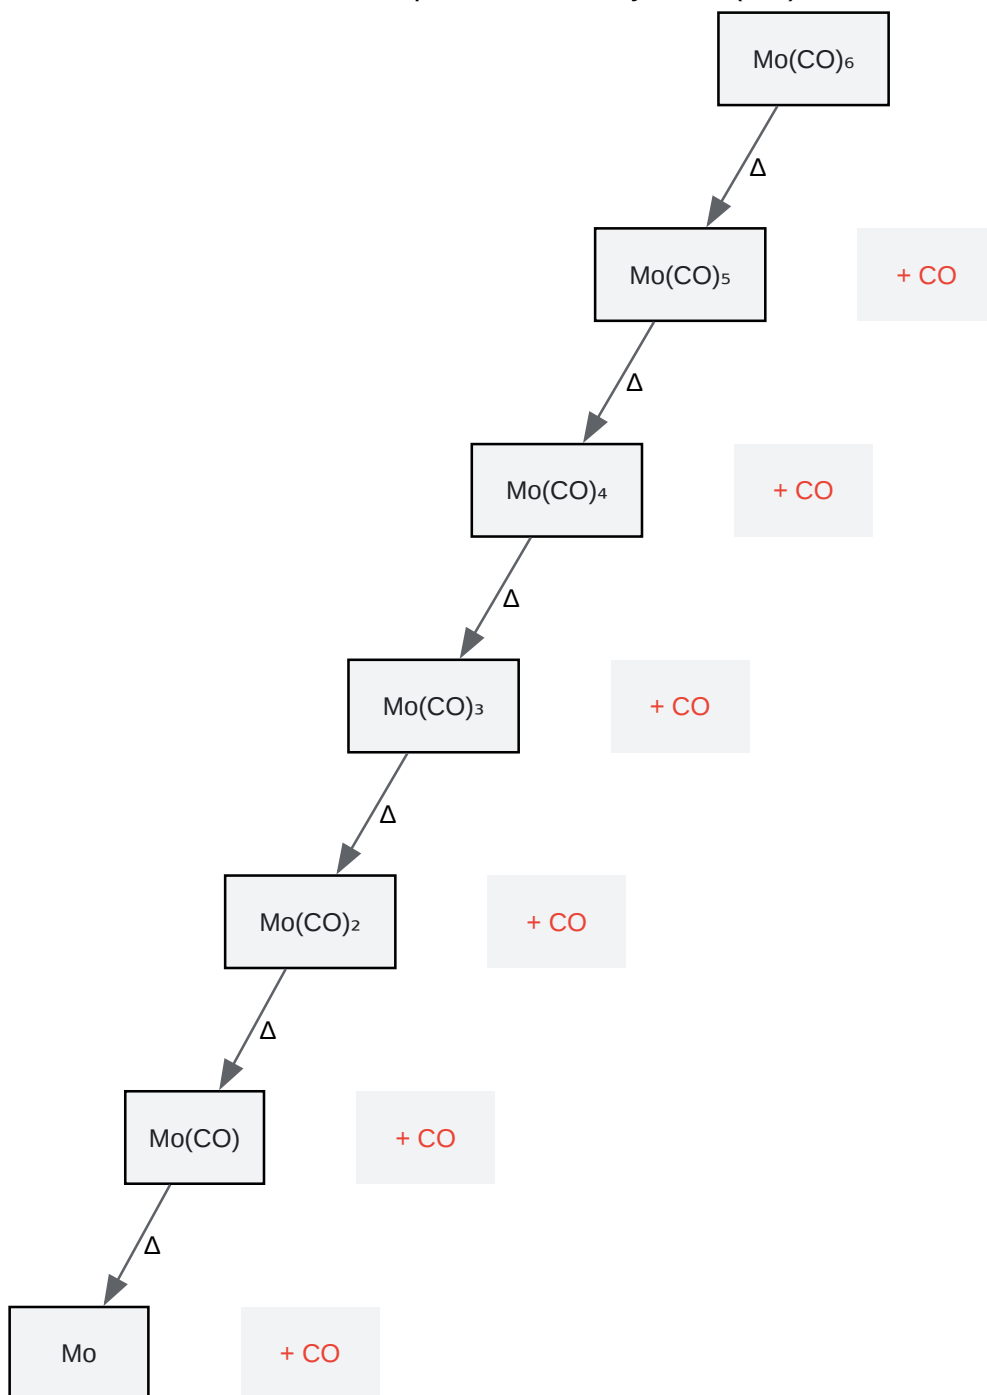 Mo(CO)₆
Δ
Mo(CO)₅ + CO
Δ
Mo(CO)₄ + CO
Δ
Mo(CO)₃ + CO
Δ
Mo(CO)₂ + CO
Δ
Mo(CO) + CO
Δ
Mo + CO